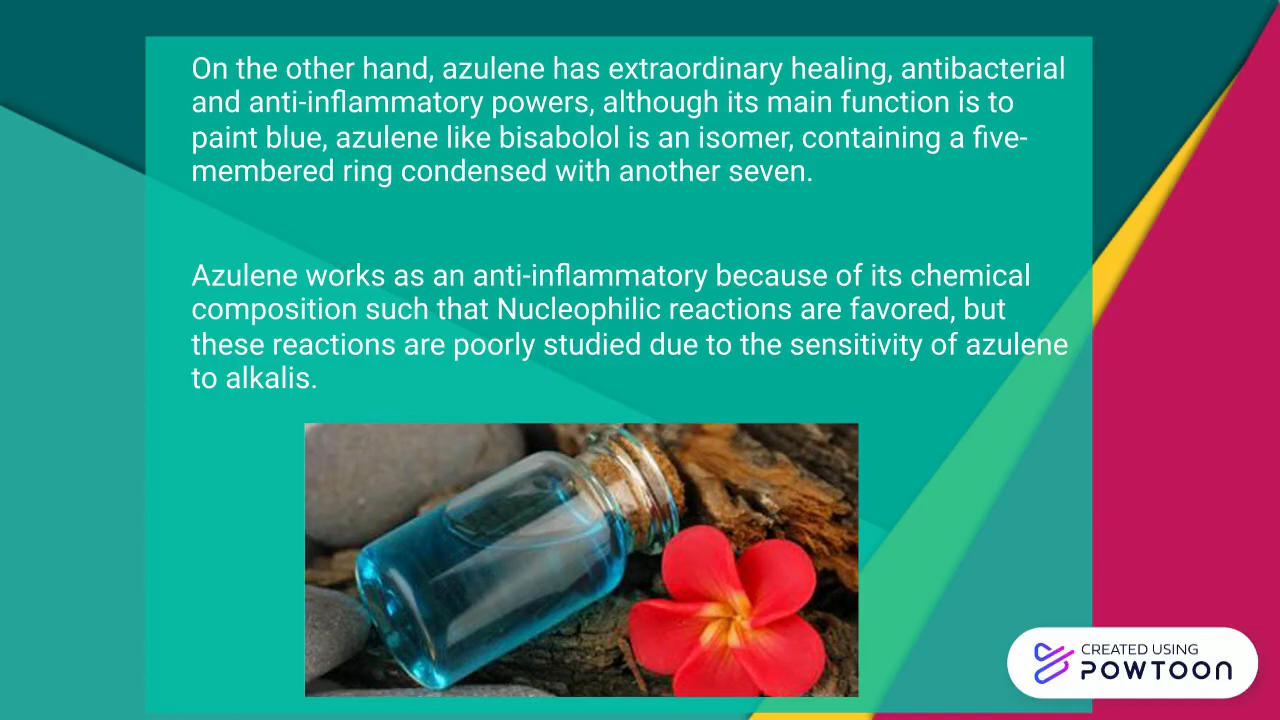 On the other hand, azulene has extraordinary healing, antibacterial
and anti-inflammatory powers, although its main function is to
paint blue, azulene like bisabolol is an isomer, containing a five-
membered ring condensed with another seven.
Azulene works as an anti-inflammatory because of its chemical
composition such that Nucleophilic reactions are favored, but
these reactions are poorly studied due to the sensitivity of azulene
to alkalis.
CREATED USING
POWTOON